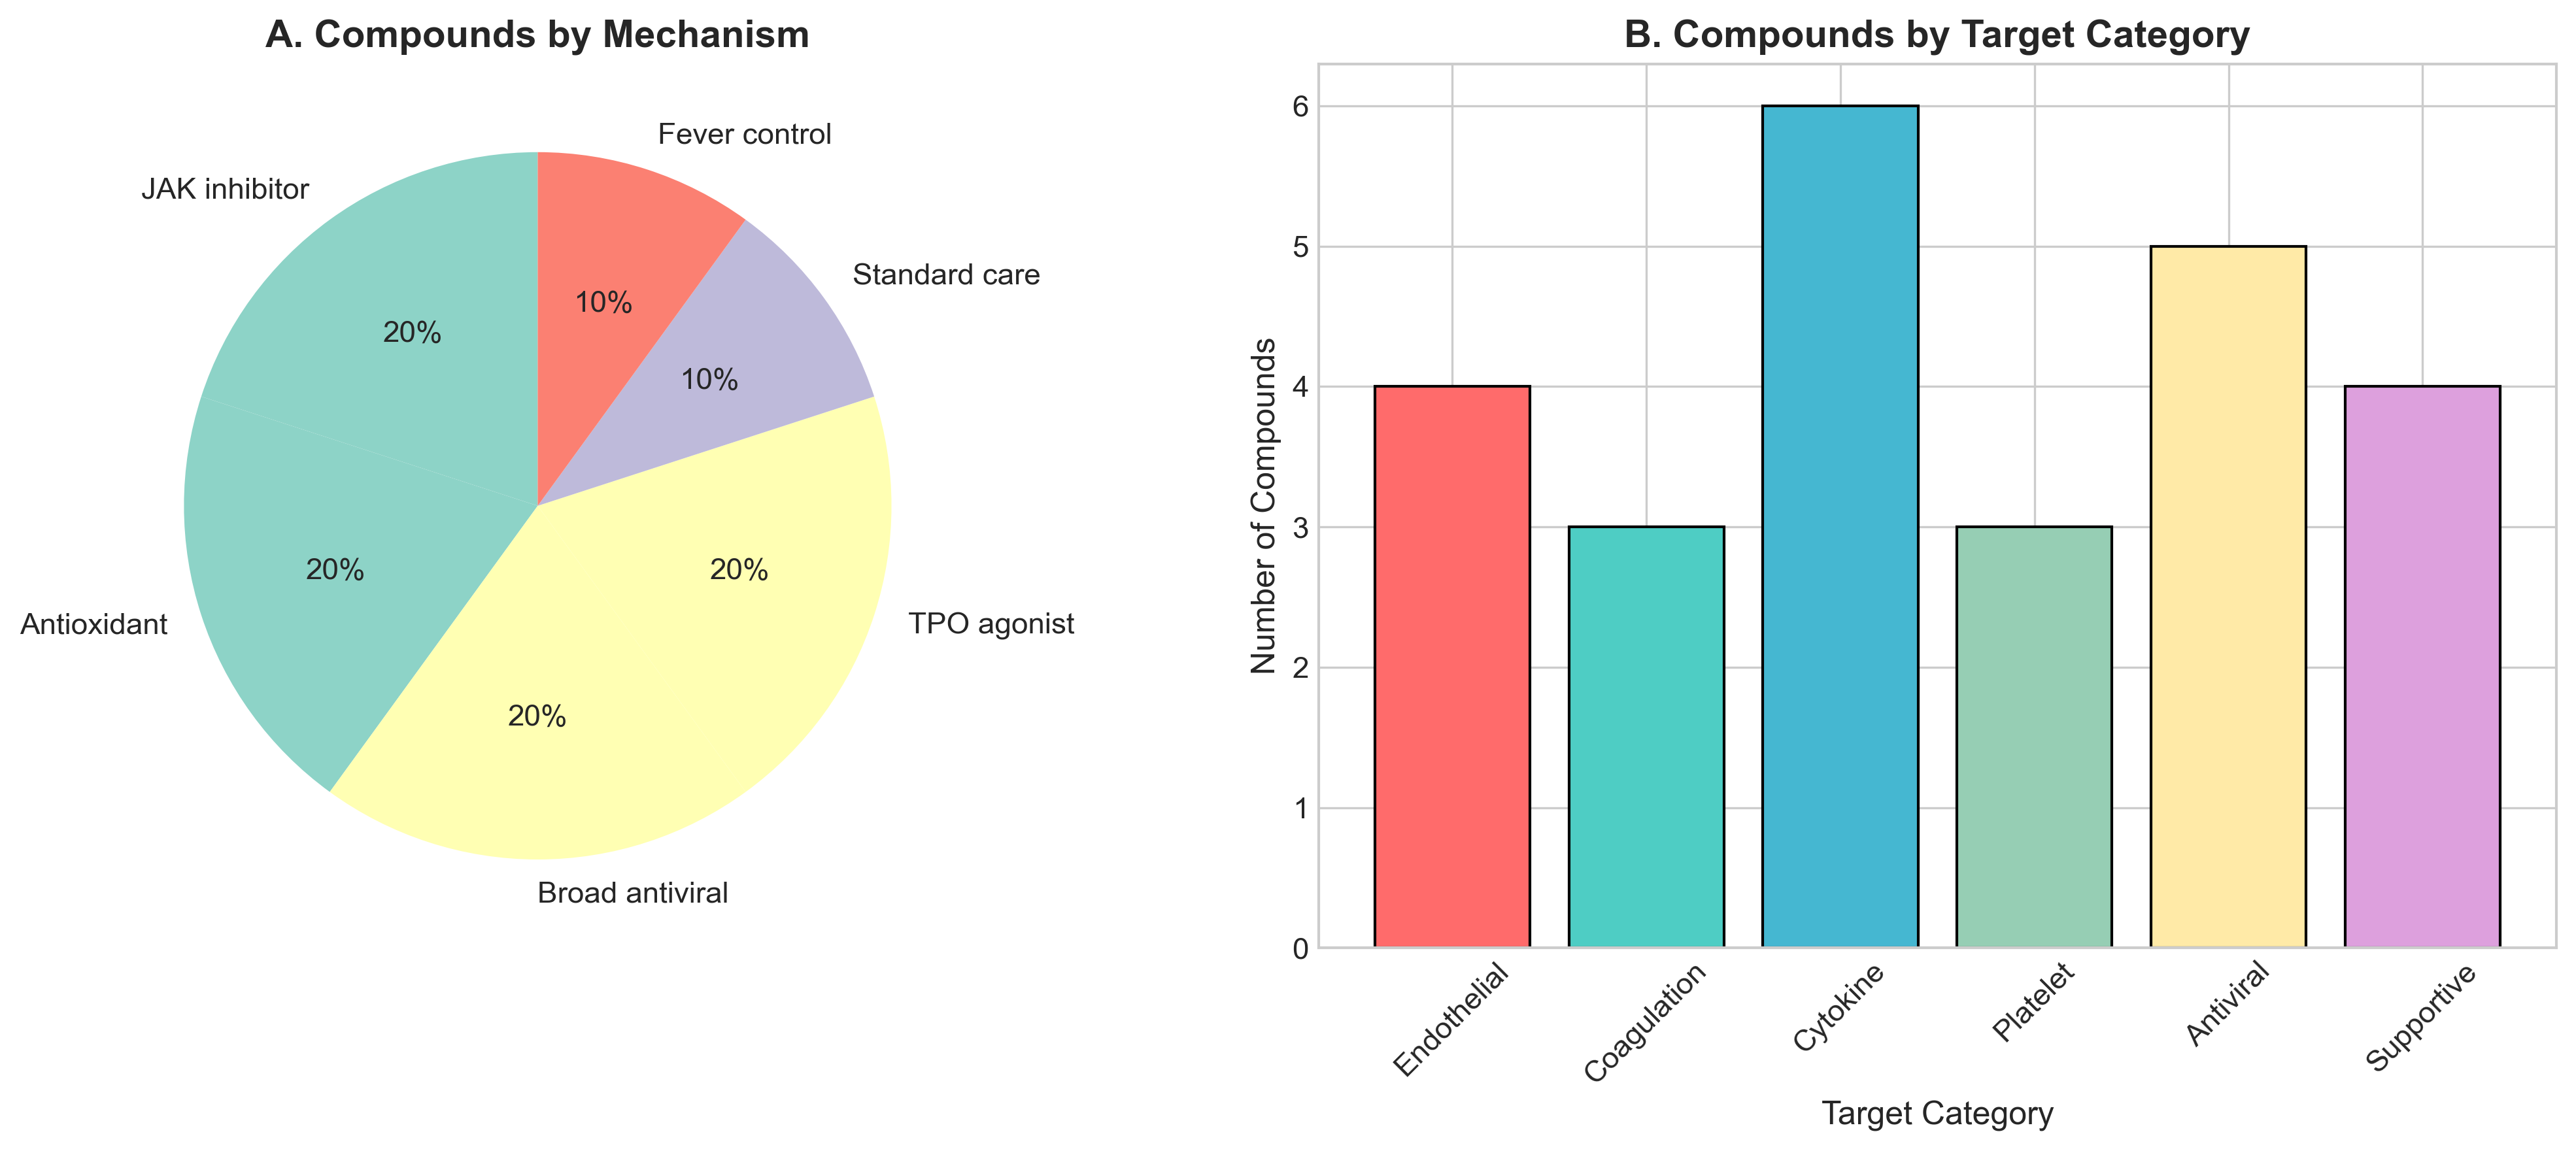 A. Compounds by Mechanism
Fever control
JAK inhibitor
Standard care
10%
20%
10%
20%
20%
Antioxidant
TPO agonist
20%
Broad antiviral
B. Compounds by Target Category
Number of Compounds
6
5
4
3
2
1
0
Endothelial
Coagulation
Cytokine
Platelet
Antiviral
Supportive
Target Category